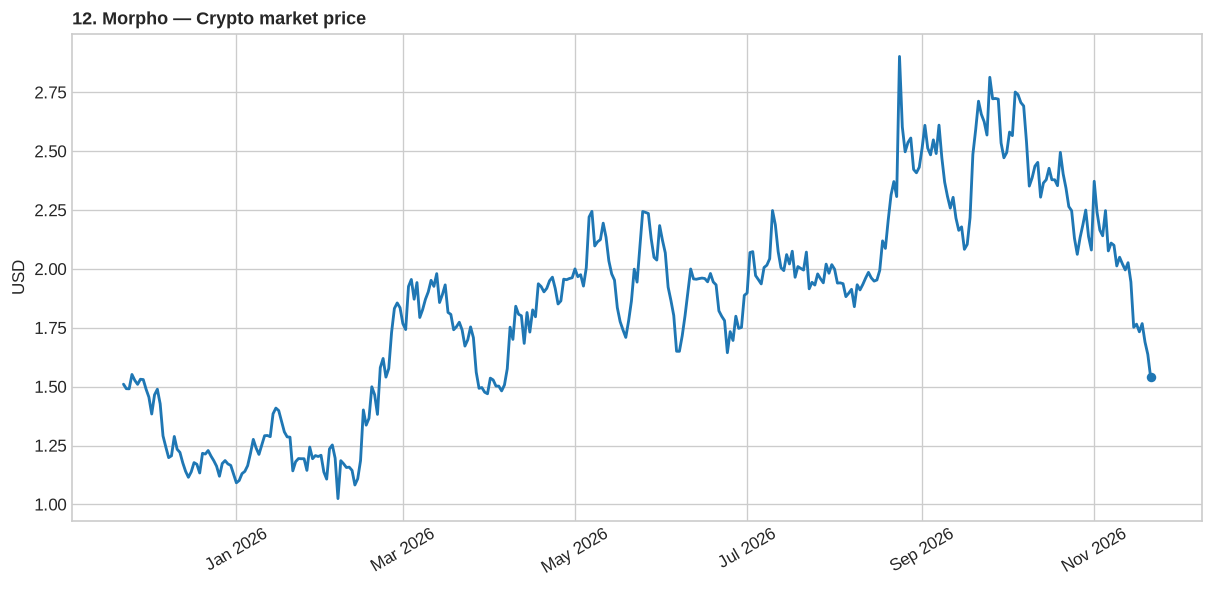 12. Morpho — Crypto market price
USD
2.75
2.50
2.25
2.00
1.75
1.50
1.25
1.00
Jan 2026
Mar 2026
May 2026
Jul 2026
Sep 2026
Nov 2026